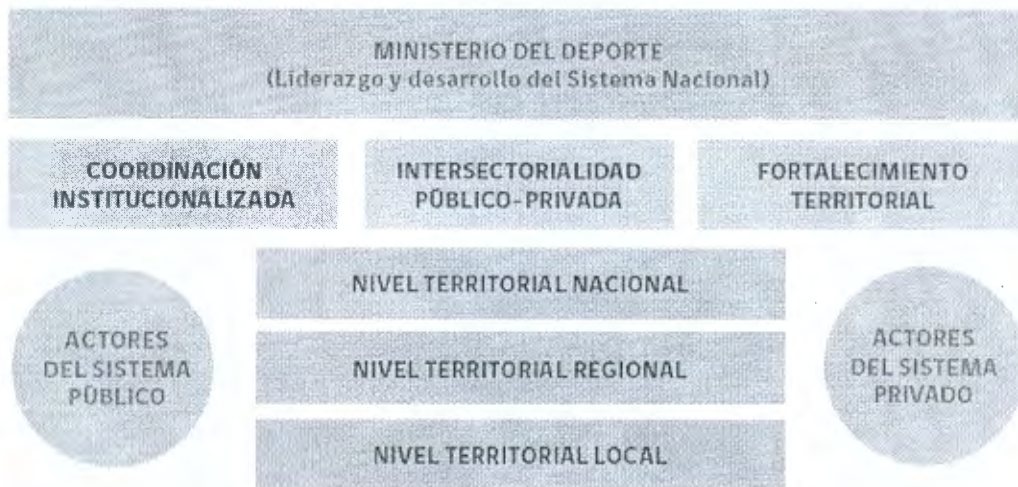 MINISTERIO DEL DEPORTE
(Liderazgo y desarrollo del Sistema Nacional)
COORDINACIÓN
INSTITUCIONALIZADA
INTERSECTORIALIDAD
PÚBLICO-PRIVADA
FORTALECIMIENTO
TERRITORIAL
ACTORES
DEL SISTEMA
PÚBLICO
NIVEL TERRITORIAL NACIONAL
NIVEL TERRITORIAL REGIONAL
NIVEL TERRITORIAL LOCAL
ACTORES
DEL SISTEMA
PRIVADO